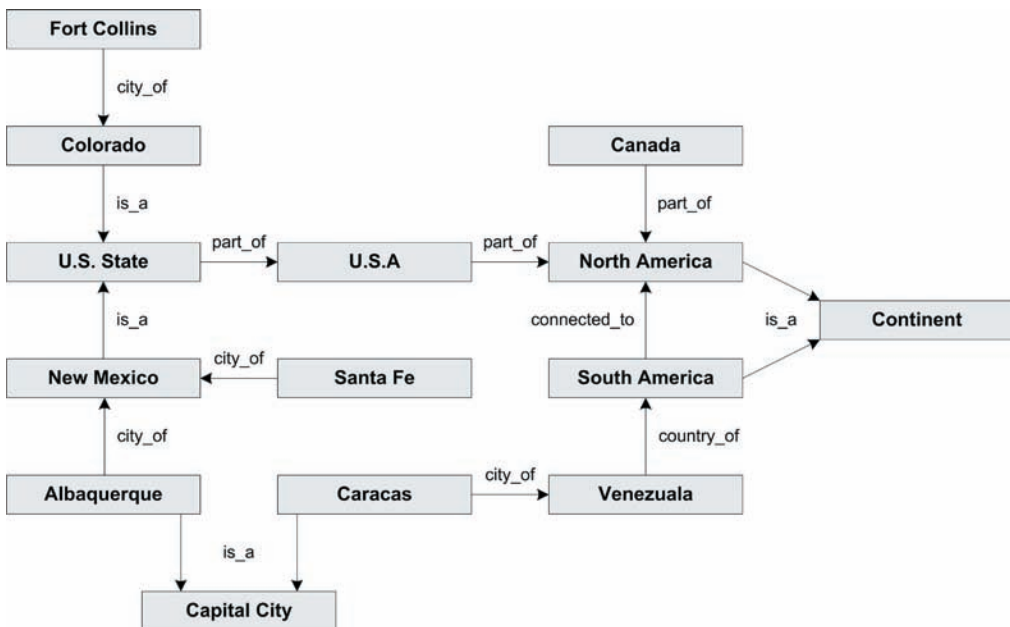 Fort Collins
city_of
Colorado
Canada
is_a
part_of
U.S. State
part_of
U.S.A
part_of
North America
is_a
connected_to
is_a
Continent
New Mexico
city_of
Santa Fe
South America
city_of
country_of
Albaquerque
Caracas
city_of
Venezuala
is_a
Capital City